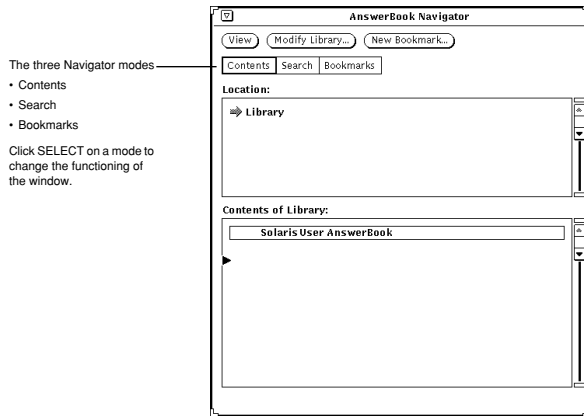 AnswerBook Navigator
View Modify Library... New Bookmark...
The three Navigator modes
• Contents
• Search
• Bookmarks
Click SELECT on a mode to
change the functioning of
the window.
Contents Search Bookmarks
Location:
Library
Contents of Library:
Solaris User AnswerBook